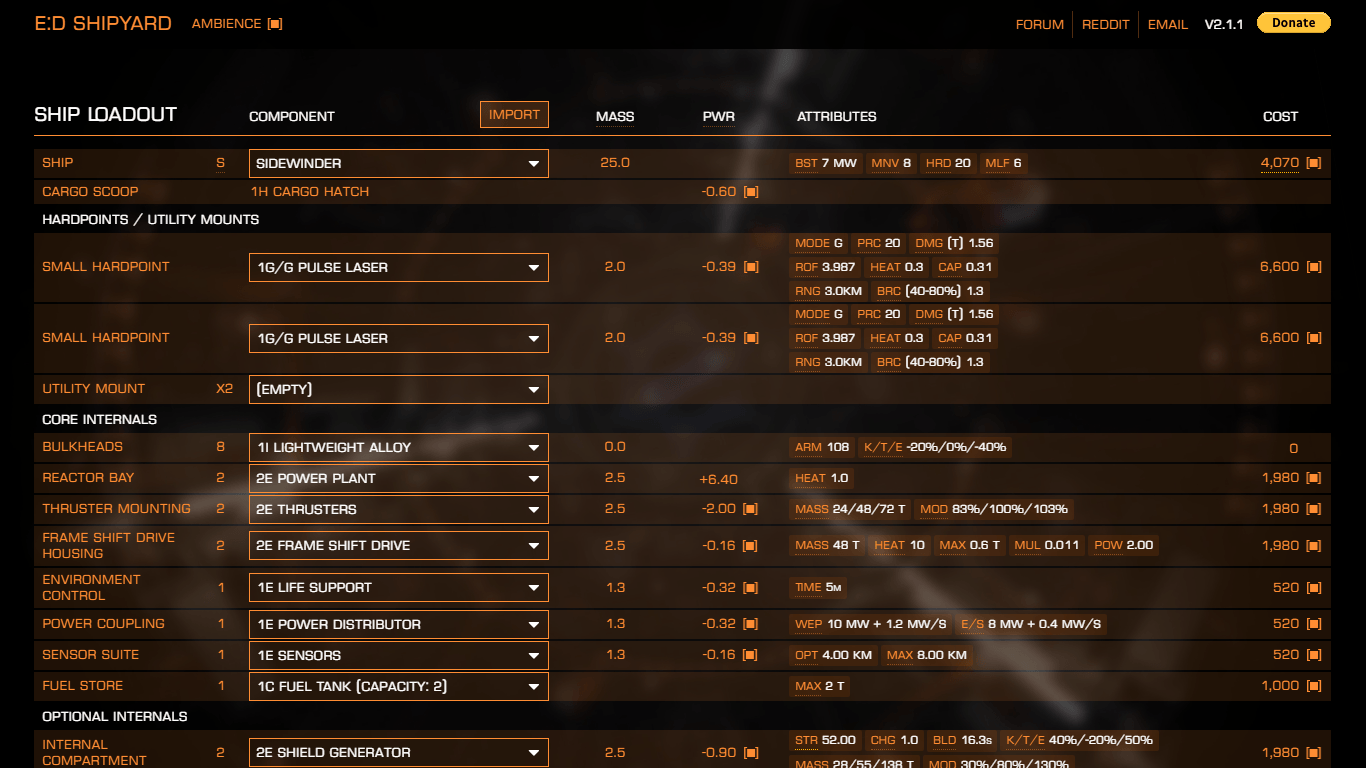 E:D SHIPYARD AMBIENCE [■] FORUM REDDIT EMAIL V2.1.1 Donate
SHIP LOADOUT COMPONENT IMPORT MASS PWR ATTRIBUTES COST
SHIP S SIDEWINDER 25.0 BST 7 MW MNV 8 HRD 20 MLF 6 4,070 [■]
CARGO SCOOP 1H CARGO HATCH -0.60 [■]
HARDPOINTS / UTILITY MOUNTS
MODE G PRC 20 DMG (T) 1.56
SMALL HARDPOINT 1G/G PULSE LASER 2.0 -0.39 [■] ROF 3.987 HEAT 0.3 CAP 0.31 6,600 [■]
RNG 3.0KM BRC (40-80%) 1.3
MODE G PRC 20 DMG (T) 1.56
SMALL HARDPOINT 1G/G PULSE LASER 2.0 -0.39 [■] ROF 3.987 HEAT 0.3 CAP 0.31 6,600 [■]
RNG 3.0KM BRC (40-80%) 1.3
UTILITY MOUNT X2 (EMPTY)
CORE INTERNALS
BULKHEADS 8 1I LIGHTWEIGHT ALLOY 0.0 ARM 108 K/T/E -20%/0%/-40% 0
REACTOR BAY 2 2E POWER PLANT 2.5 +6.40 HEAT 1.0 1,980 [■]
THRUSTER MOUNTING 2 2E THRUSTERS 2.5 -2.00 [■] MASS 24/48/72 T MOD 83%/100%/103% 1,980 [■]
FRAME SHIFT DRIVE
HOUSING 2 2E FRAME SHIFT DRIVE 2.5 -0.16 [■] MASS 48 T HEAT 10 MAX 0.6 T MUL 0.011 POW 2.00 1,980 [■]
ENVIRONMENT
CONTROL 1 1E LIFE SUPPORT 1.3 -0.32 [■] TIME 5M 520 [■]
POWER COUPLING 1 1E POWER DISTRIBUTOR 1.3 -0.32 [■] WEP 10 MW + 1.2 MW/S E/S 8 MW + 0.4 MW/S 520 [■]
SENSOR SUITE 1 1E SENSORS 1.3 -0.16 [■] OPT 4.00 KM MAX 8.00 KM 520 [■]
FUEL STORE 1 1C FUEL TANK (CAPACITY: 2) MAX 2 T 1,000 [■]
OPTIONAL INTERNALS
INTERNAL
COMPARTMENT 2 2E SHIELD GENERATOR 2.5 -0.90 [■] STR 52.00 CHG 1.0 BLD 16.3s K/T/E 40%/-20%/50% 1,980 [■]
MASS 28/55/138 T MOD 30%/80%/130%